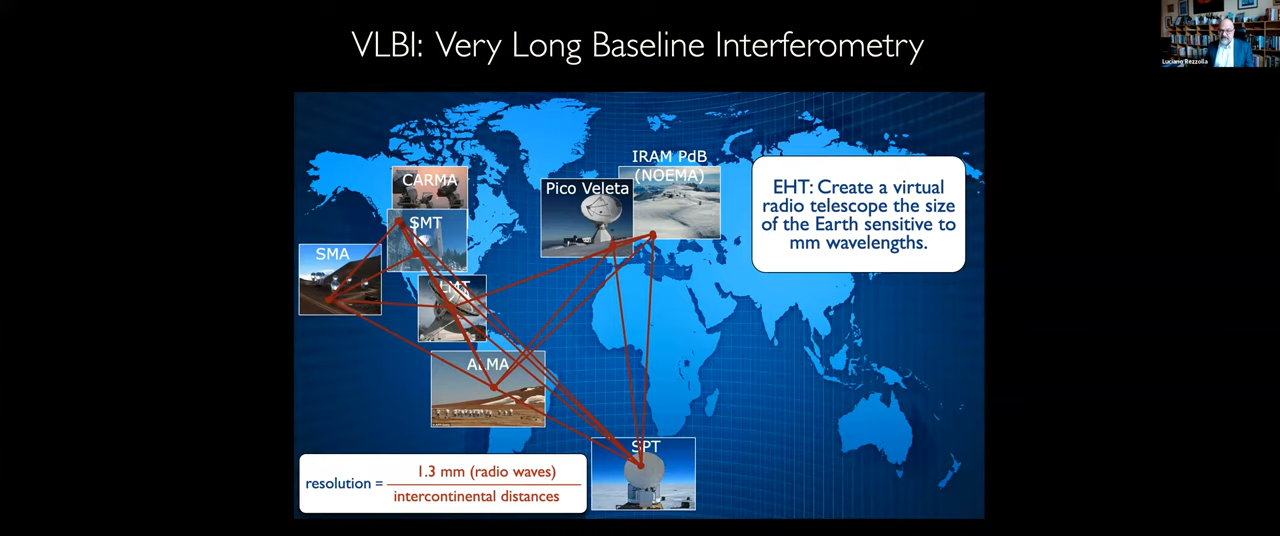 VLBI: Very Long Baseline Interferometry
Luciano Rezzolla
IRAM PdB
(NOEMA)
CARMA
Pico Veleta
EHT: Create a virtual
radio telescope the size
of the Earth sensitive to
mm wavelengths.
SMT
SMA
LMT
ALMA
SPT
resolution =
1.3 mm (radio waves)
intercontinental distances